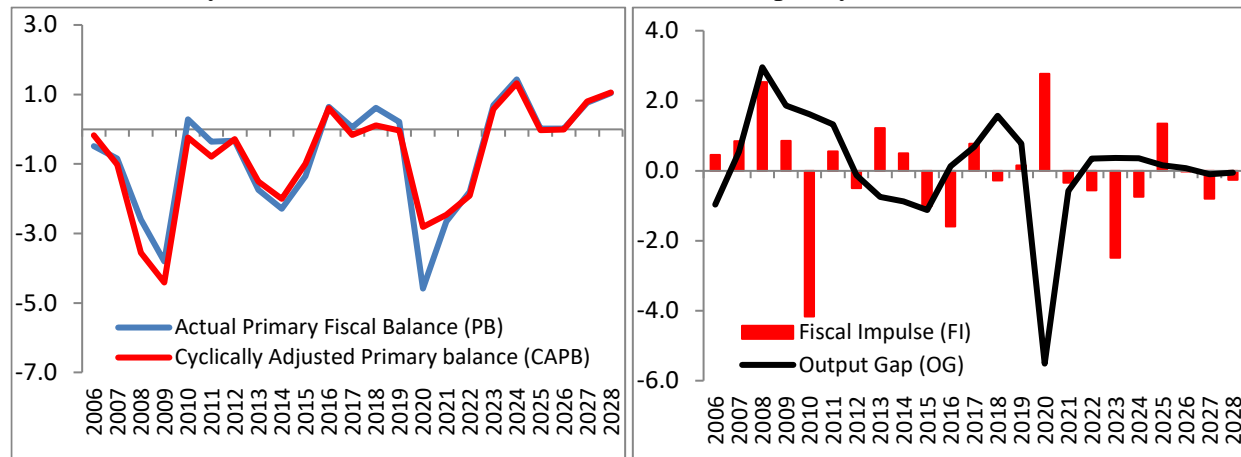 3.0
1.0
-1.0
-3.0
-5.0
-7.0
Actual Primary Fiscal Balance (PB)
Cyclically Adjusted Primary balance (CAPB)
2006 2007 2008 2009 2010 2011 2012 2013 2014 2015 2016 2017 2018 2019 2020 2021 2022 2023 2024 2025 2026 2027 2028
4.0
2.0
0.0
-2.0
-4.0
-6.0
Fiscal Impulse (FI)
Output Gap (OG)
2006 2007 2008 2009 2010 2011 2012 2013 2014 2015 2016 2017 2018 2019 2020 2021 2022 2023 2024 2025 2026 2027 2028